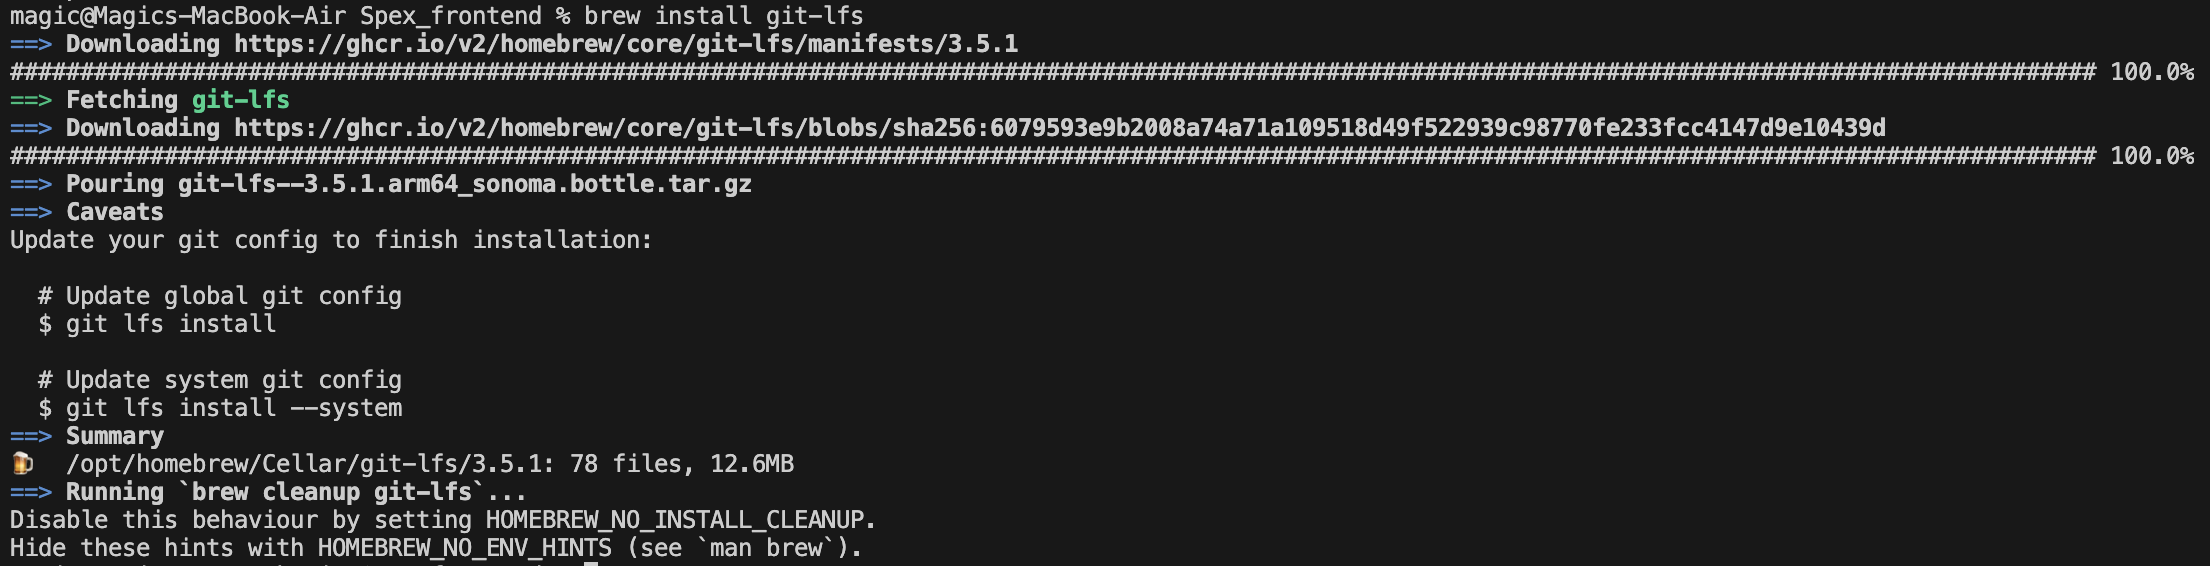 magic@Magics-MacBook-Air Spex_frontend % brew install git-lfs
==> Downloading https://ghcr.io/v2/homebrew/core/git-lfs/manifests/3.5.1
##################################################################################################################################################### 100.0%
==> Fetching git-lfs
==> Downloading https://ghcr.io/v2/homebrew/core/git-lfs/blobs/sha256:6079593e9b2008a74a71a109518d49f522939c98770fe233fcc4147d9e10439d
##################################################################################################################################################### 100.0%
==> Pouring git-lfs--3.5.1.arm64_sonoma.bottle.tar.gz
==> Caveats
Update your git config to finish installation:
# Update global git config
$ git lfs install
# Update system git config
$ git lfs install --system
==> Summary
🍺 /opt/homebrew/Cellar/git-lfs/3.5.1: 78 files, 12.6MB
==> Running `brew cleanup git-lfs`...
Disable this behaviour by setting HOMEBREW_NO_INSTALL_CLEANUP.
Hide these hints with HOMEBREW_NO_ENV_HINTS (see `man brew`).